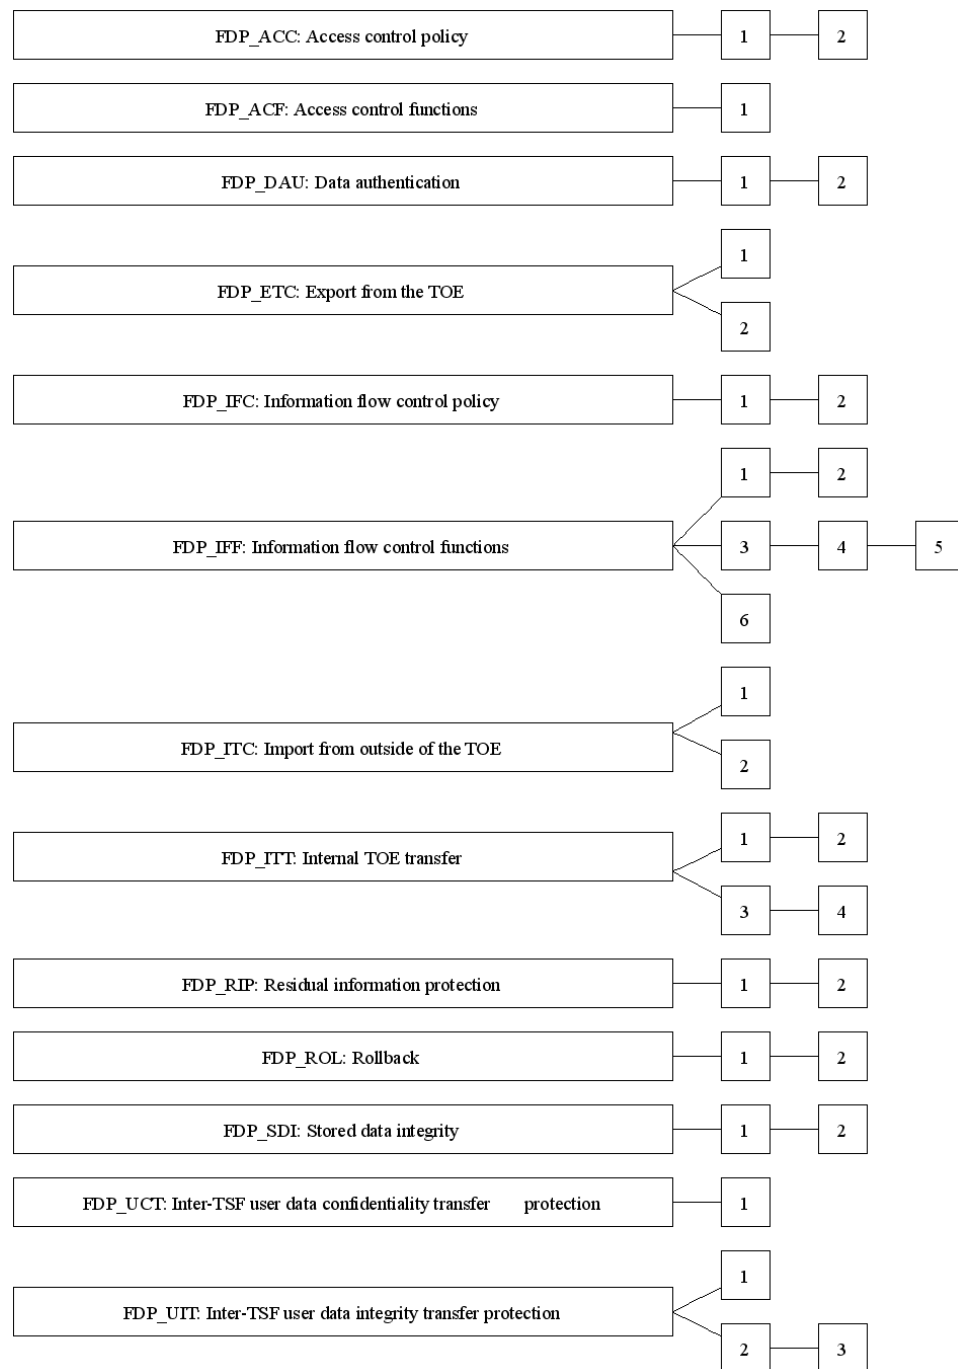 FDP_ACC: Access control policy 1 2
FDP_ACF: Access control functions 1
FDP_DAU: Data authentication 1 2
1
FDP_ETC: Export from the TOE
2
FDP_IFC: Information flow control policy 1 2
1 2
FDP_IFF: Information flow control functions 3 4 5
6
1
FDP_ITC: Import from outside of the TOE
2
1 2
FDP_ITT: Internal TOE transfer
3 4
FDP_RIP: Residual information protection 1 2
FDP_ROL: Rollback 1 2
FDP_SDI: Stored data integrity 1 2
FDP_UCT: Inter-TSF user data confidentiality transfer protection 1
1
FDP_UIT: Inter-TSF user data integrity transfer protection
2 3